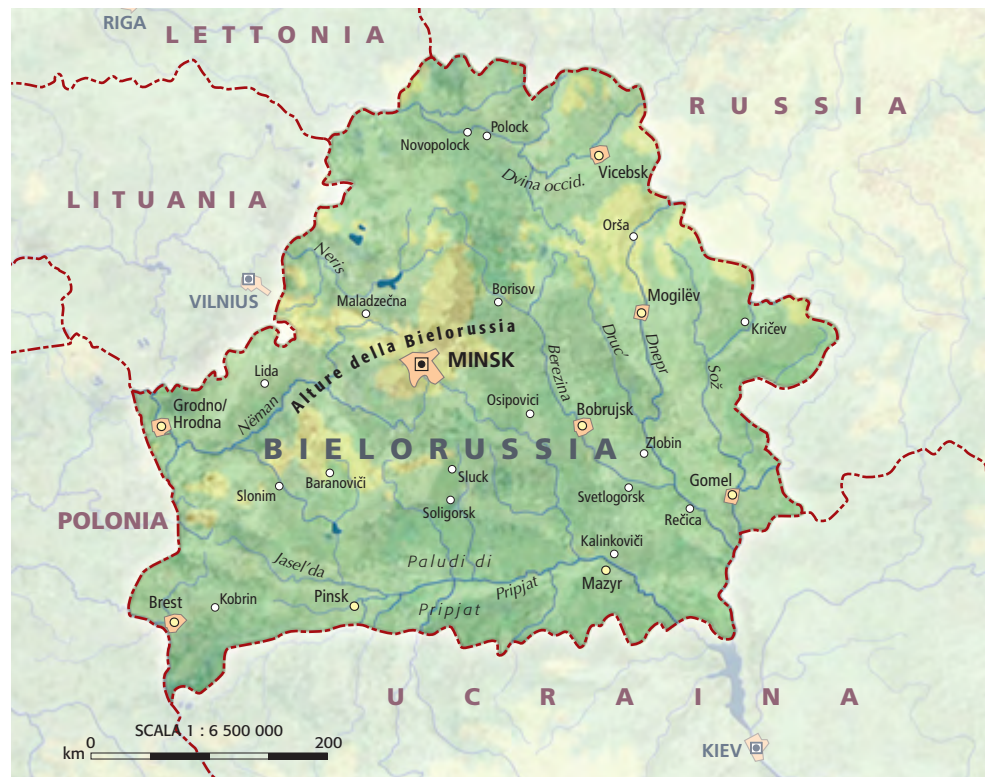 RIGA
LETTONIA
RUSSIA
Novopolock
Polock
Vicebsk
Dvina occid.
LITUANIA
Orša
Neris
VILNIUS
Maladzečna
Borisov
Mogilëv
Kričev
Alture della Bielorussia
MINSK
Berezina
Druc'
Dnepr
Sož
Lida
Nëman
Grodno/
Hrodna
Osipovici
Bobrujsk
BIELORUSSIA
Zlobin
Slonim
Baranoviči
Sluck
Soligorsk
Svetlogorsk
Gomel
Rečica
POLONIA
Kalinkoviči
Jasel'da
Paludi di
Pripjat
Pripjat
Mazyr
Brest
Kobrin
Pinsk
UCRAINA
KIEV
SCALA 1 : 6 500 000
km 0 200